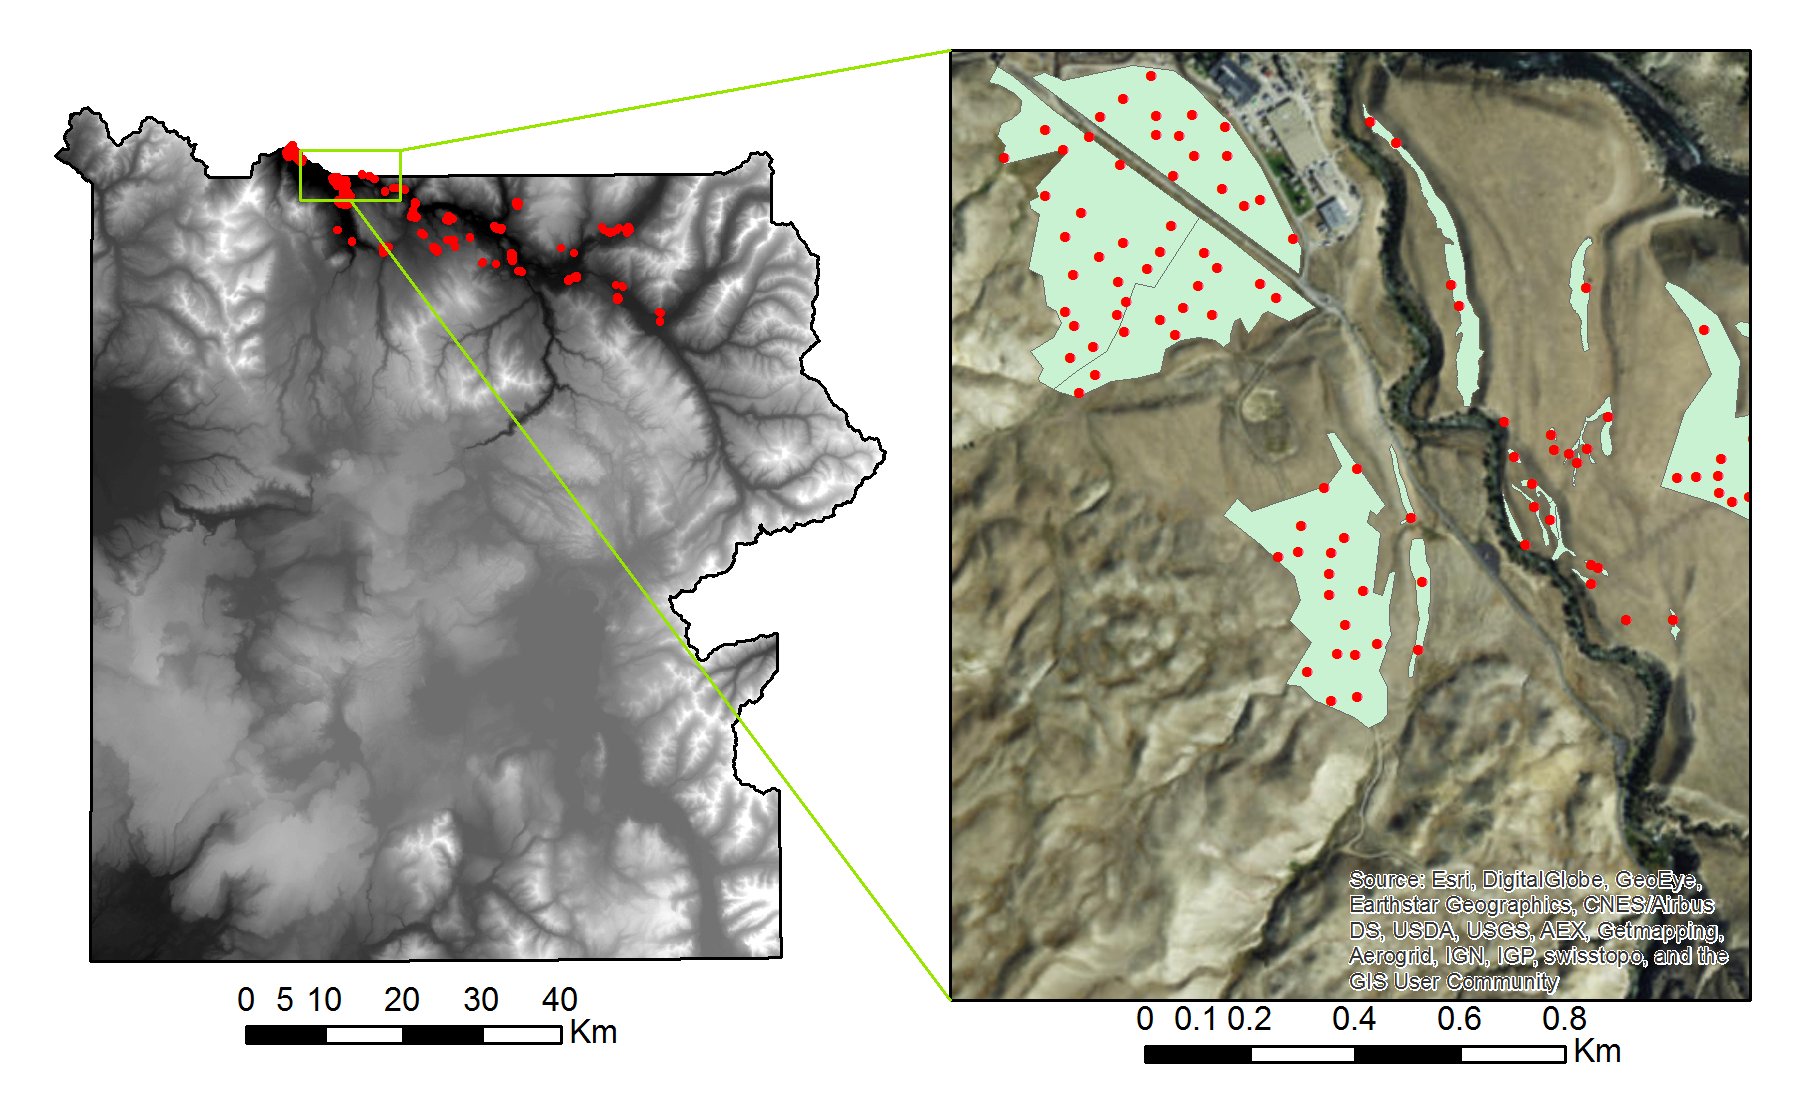 Source: Esri, DigitalGlobe, GeoEye,
Earthstar Geographics, CNES/Airbus
DS, USDA, USGS, AEX, Getmapping,
Aerogrid, IGN, IGP, swisstopo, and the
GIS User Community
0 5 10 20 30 40
Km
0 0.1 0.2 0.4 0.6 0.8
Km